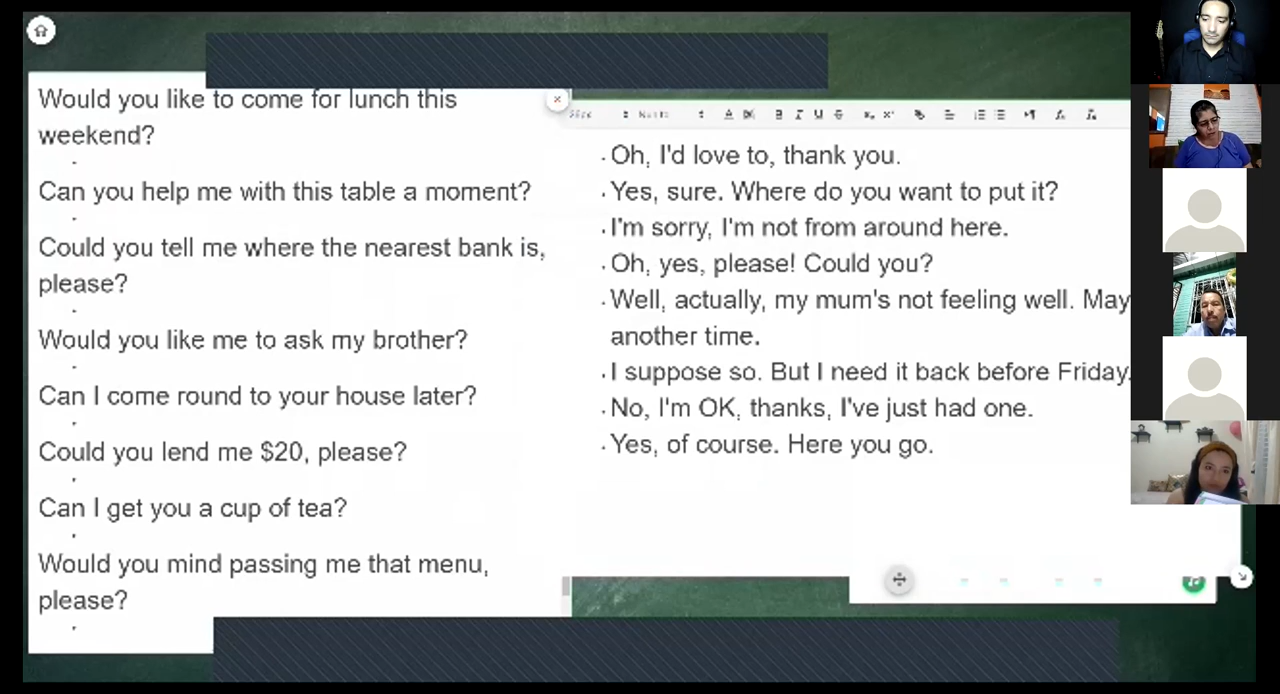 Would you like to come for lunch this
weekend?
Can you help me with this table a moment?
Could you tell me where the nearest bank is,
please?
Would you like me to ask my brother?
Can I come round to your house later?
Could you lend me $20, please?
Can I get you a cup of tea?
Would you mind passing me that menu,
please?
Oh, I'd love to, thank you.
Yes, sure. Where do you want to put it?
I'm sorry, I'm not from around here.
Oh, yes, please! Could you?
Well, actually, my mum's not feeling well. May
another time.
I suppose so. But I need it back before Friday.
No, I'm OK, thanks, I've just had one.
Yes, of course. Here you go.